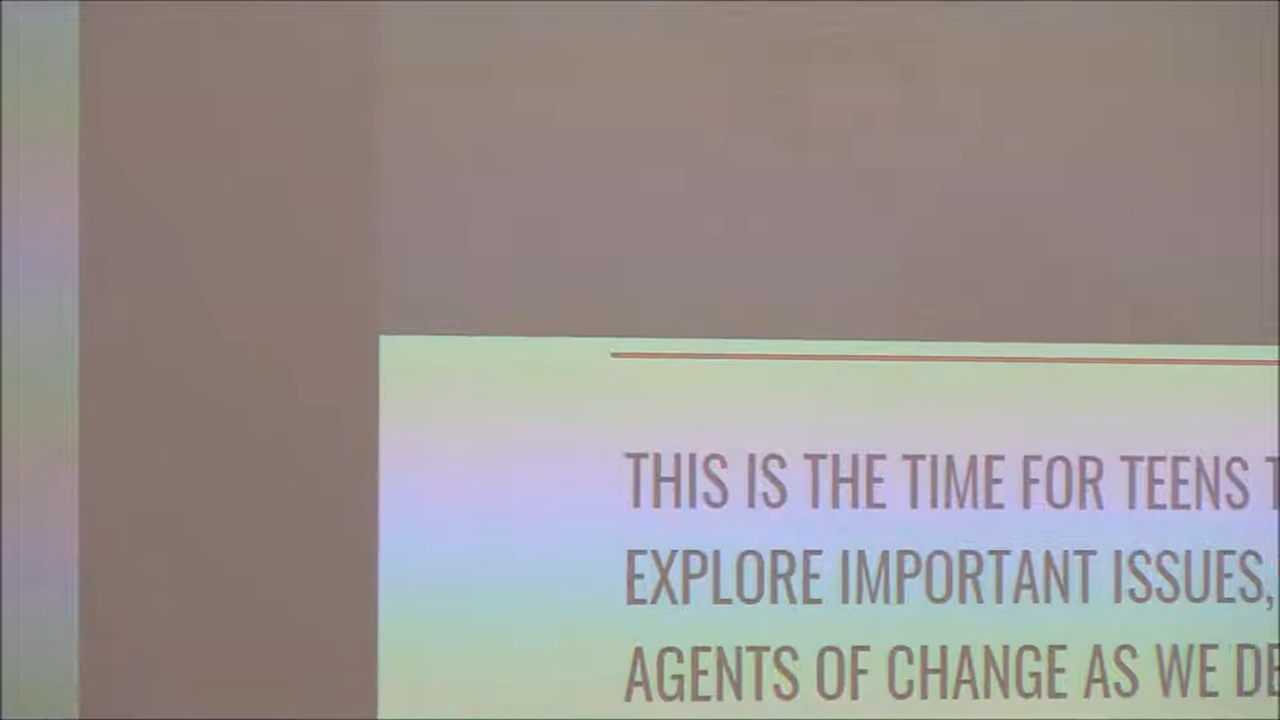 THIS IS THE TIME FOR TEENS
EXPLORE IMPORTANT ISSUES,
AGENTS OF CHANGE AS WE